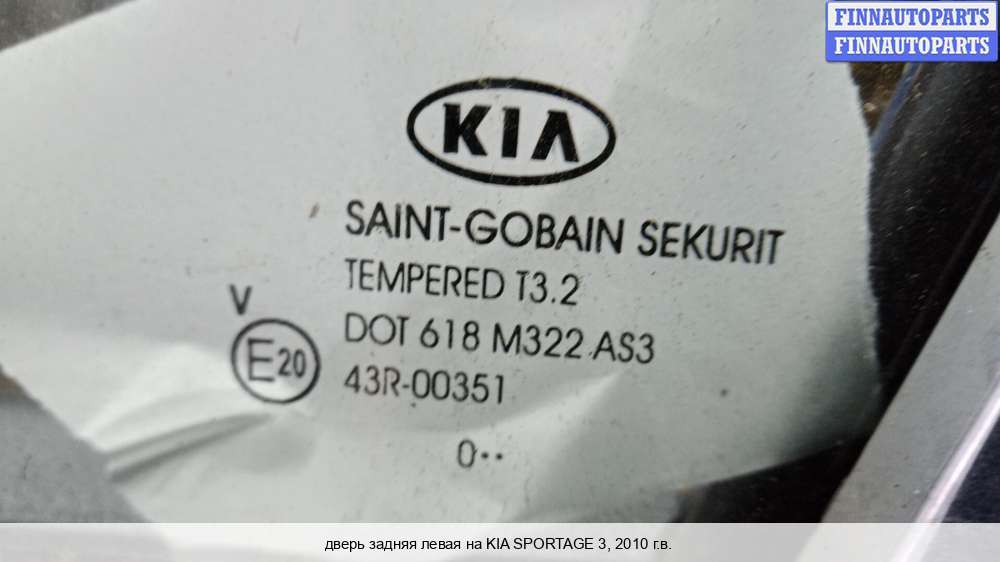 FINNAUTOPARTS
FINNAUTOPARTS
KIA
SAINT-GOBAIN SEKURIT
TEMPERED T3.2
V
DOT 618 M322 AS3
E20
43R-00351
0··
дверь задняя левая на KIA SPORTAGE 3, 2010 г.в.